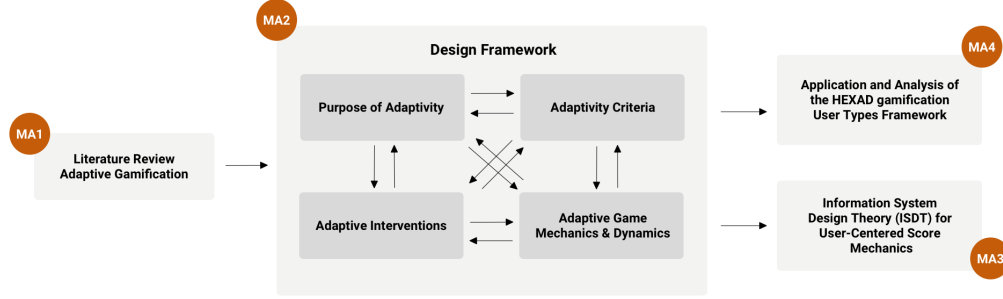 MA1
Literature Review
Adaptive Gamification
MA2
Design Framework
Purpose of Adaptivity
Adaptivity Criteria
Adaptive Interventions
Adaptive Game
Mechanics & Dynamics
MA4
Application and Analysis of
the HEXAD gamification
User Types Framework
Information System
Design Theory (ISDT) for
User-Centered Score
Mechanics
MA3